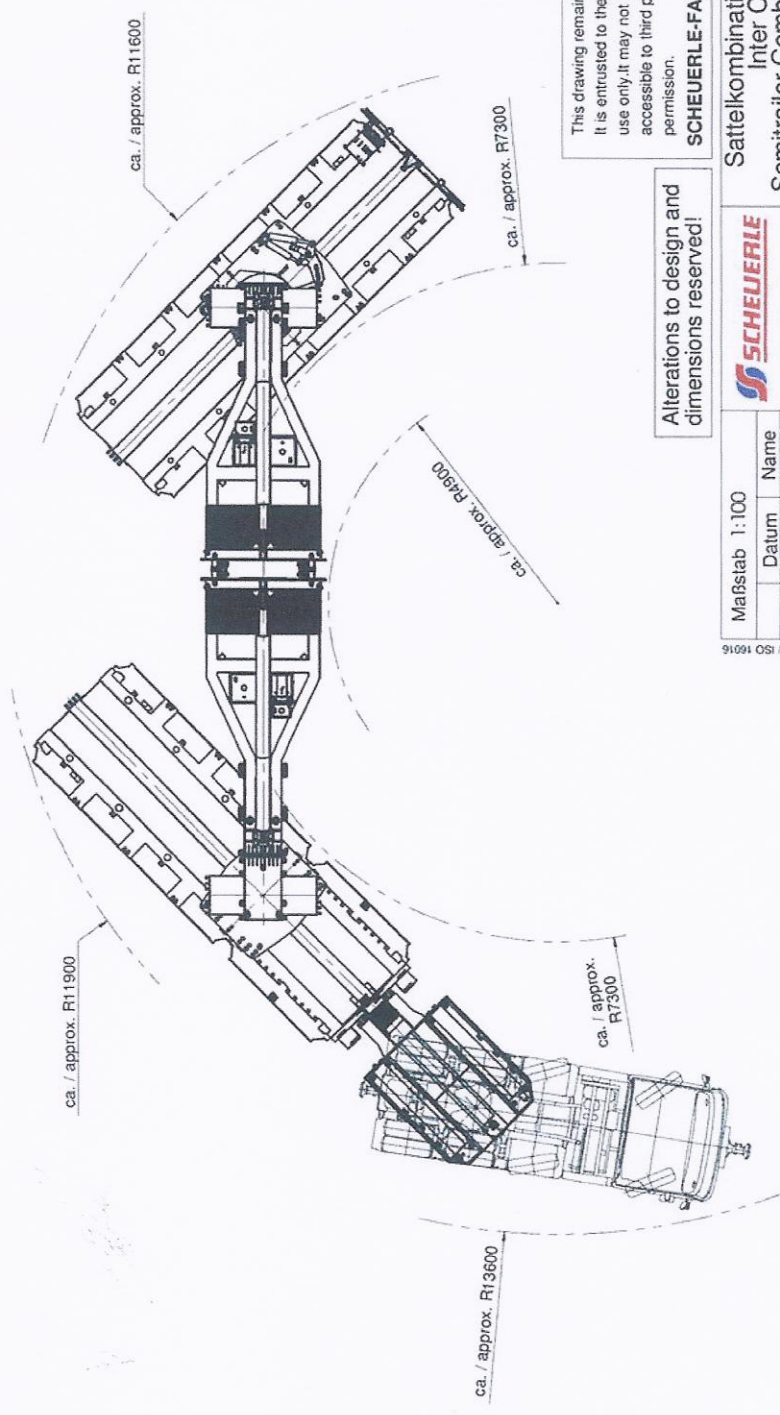 ca. / approx. R11600
ca. / approx. R7300
ca. / approx. R4900
ca. / approx. R11900
ca. / approx.
R7300
ca. / approx. R13600
This drawing remain
It is entrusted to the
use only.It may not
accessible to third p
permission.
SCHEUERLE-FA
Alterations to design and
dimensions reserved!
Maßstab 1:100
Datum Name
SCHEUERLE
Sattelkombinati
Inter C
Semitrailer Comb
/ ISO 16016